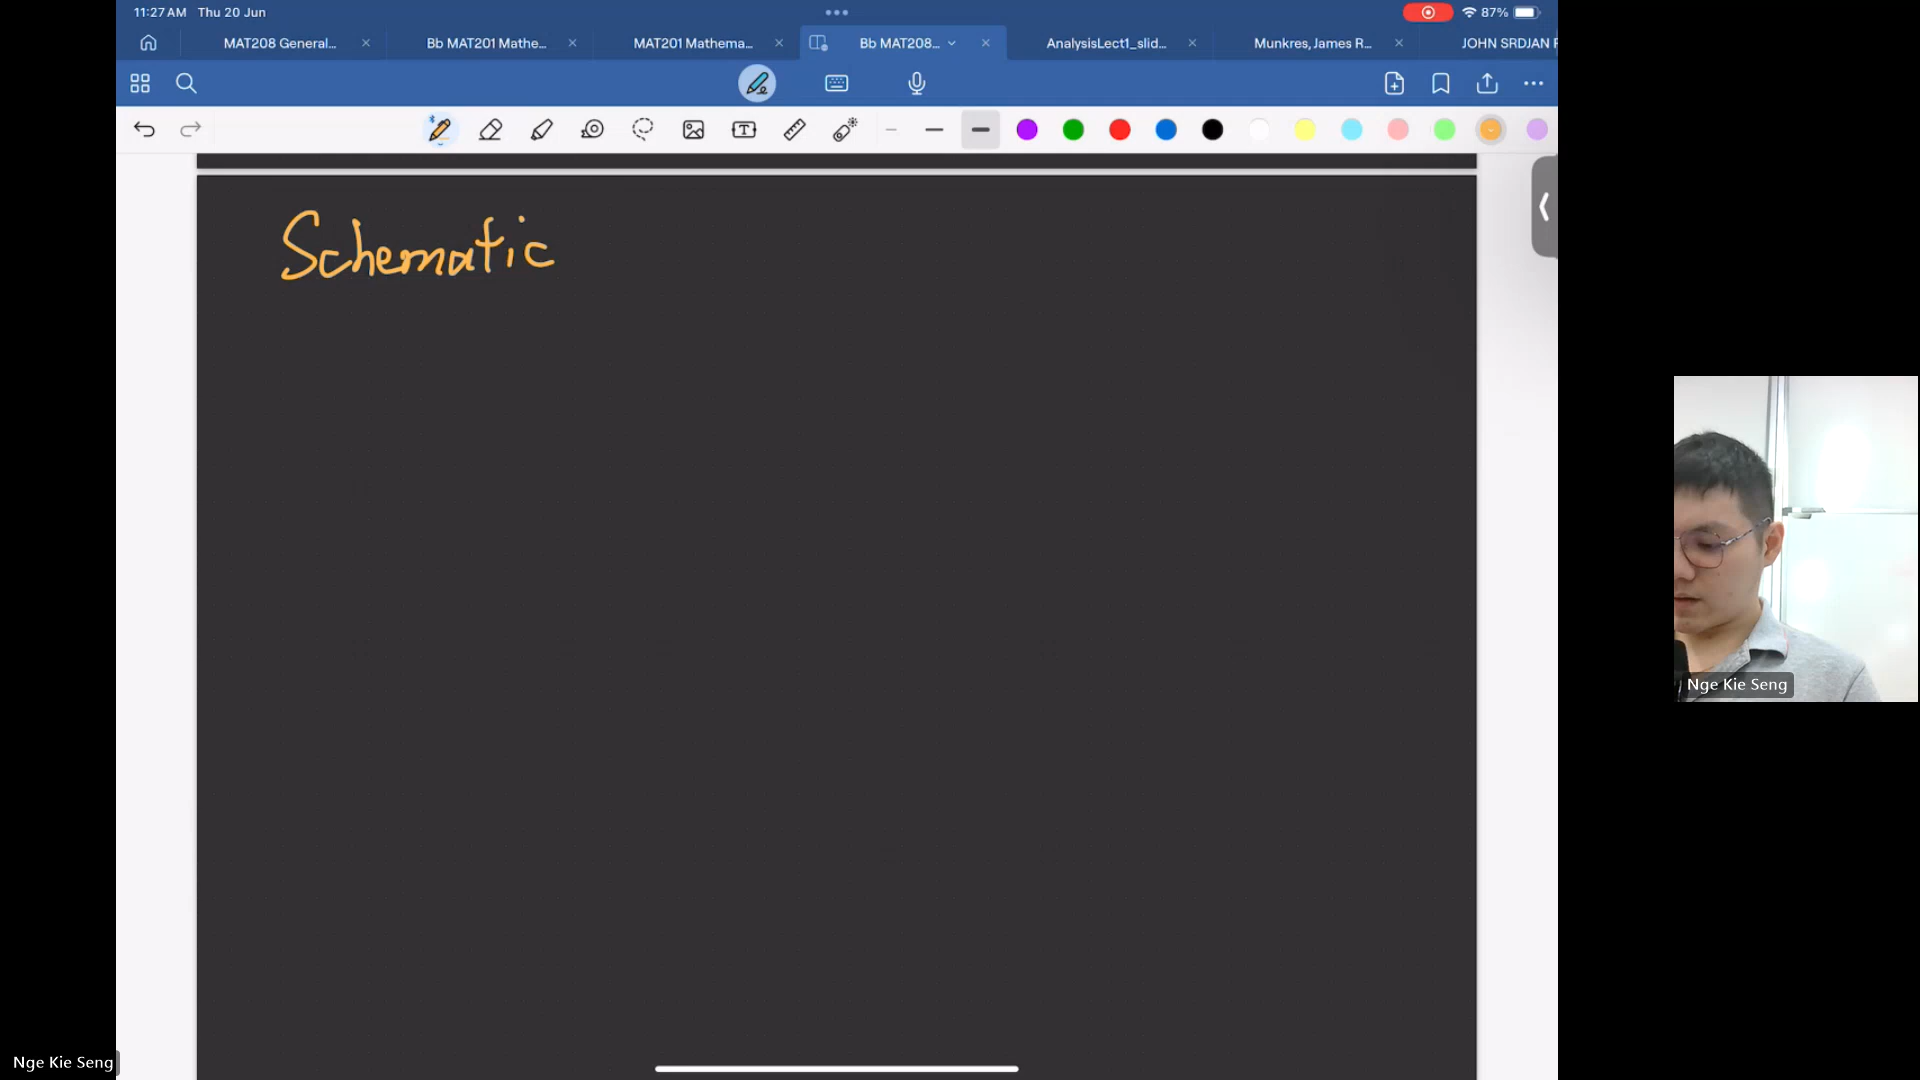 11:27 AM Thu 20 Jun
87%
MAT208 General...
Bb MAT201 Mathe...
MAT201 Mathema...
Bb MAT208...
AnalysisLect1_slid...
Munkres, James R...
JOHN SRDJAN
Schematic
Nge Kie Seng
Nge Kie Seng